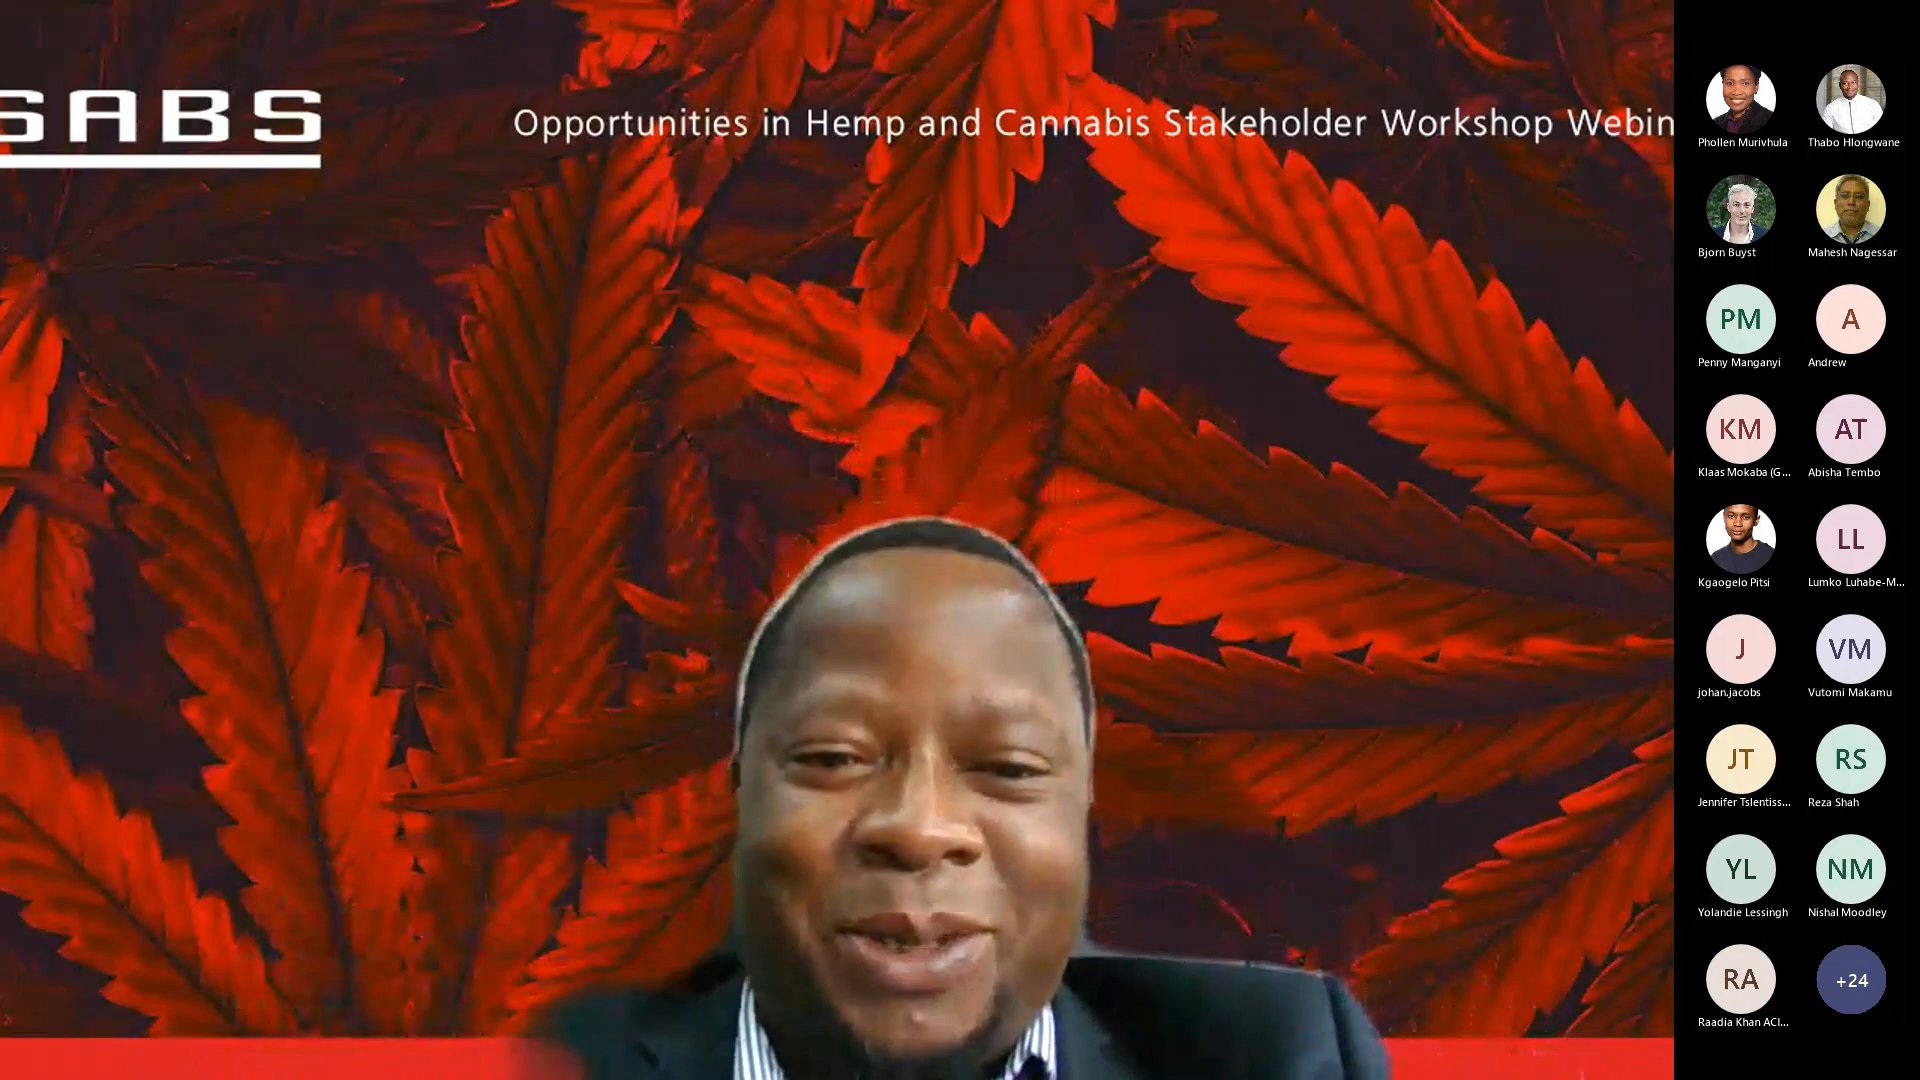 SABS
Opportunities in Hemp and Cannabis Stakeholder Workshop Webin
Phollen Murivhula
Thabo Hlongwane
Bjorn Buyst
Mahesh Nagessar
PM
A
Penny Manganyi
Andrew
KM
AT
Klaas Mokaba (G...
Abisha Tembo
LL
Kgaogelo Pitsi
Lumko Luhabe-M...
J
VM
johan.jacobs
Vutomi Makamu
JT
RS
Jennifer Tslentiss...
Reza Shah
YL
NM
Yolandie Lessingh
Nishal Moodley
RA
+24
Raadia Khan ACI...